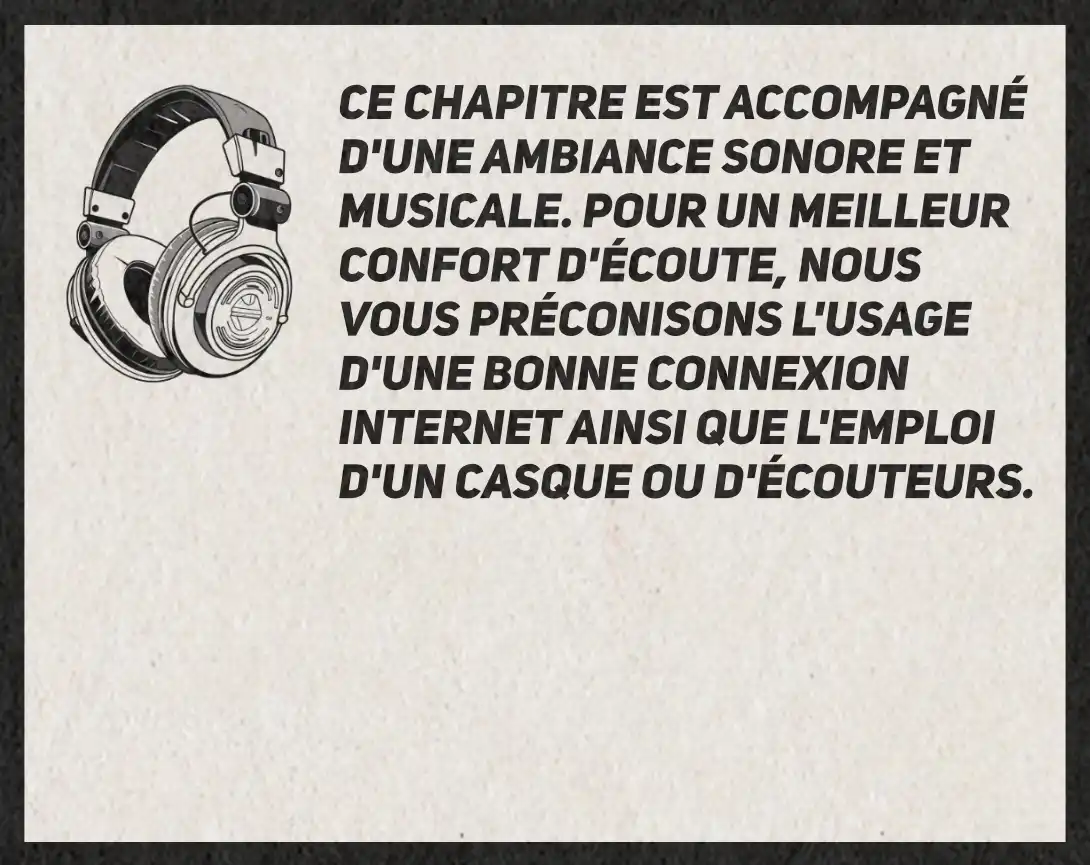 CE CHAPITRE EST ACCOMPAGNÉ
D'UNE AMBIANCE SONORE ET
MUSICALE. POUR UN MEILLEUR
CONFORT D'ÉCOUTE, NOUS
VOUS PRÉCONISONS L'USAGE
D'UNE BONNE CONNEXION
INTERNET AINSI QUE L'EMPLOI
D'UN CASQUE OU D'ÉCOUTEURS.